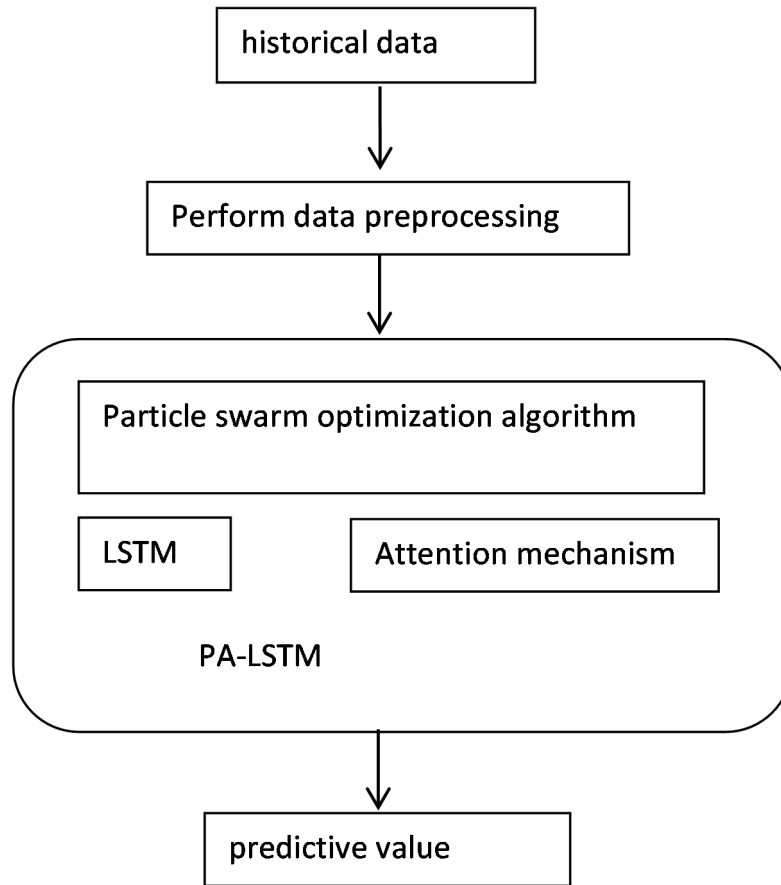 historical data
Perform data preprocessing
Particle swarm optimization algorithm
LSTM
Attention mechanism
PA-LSTM
predictive value